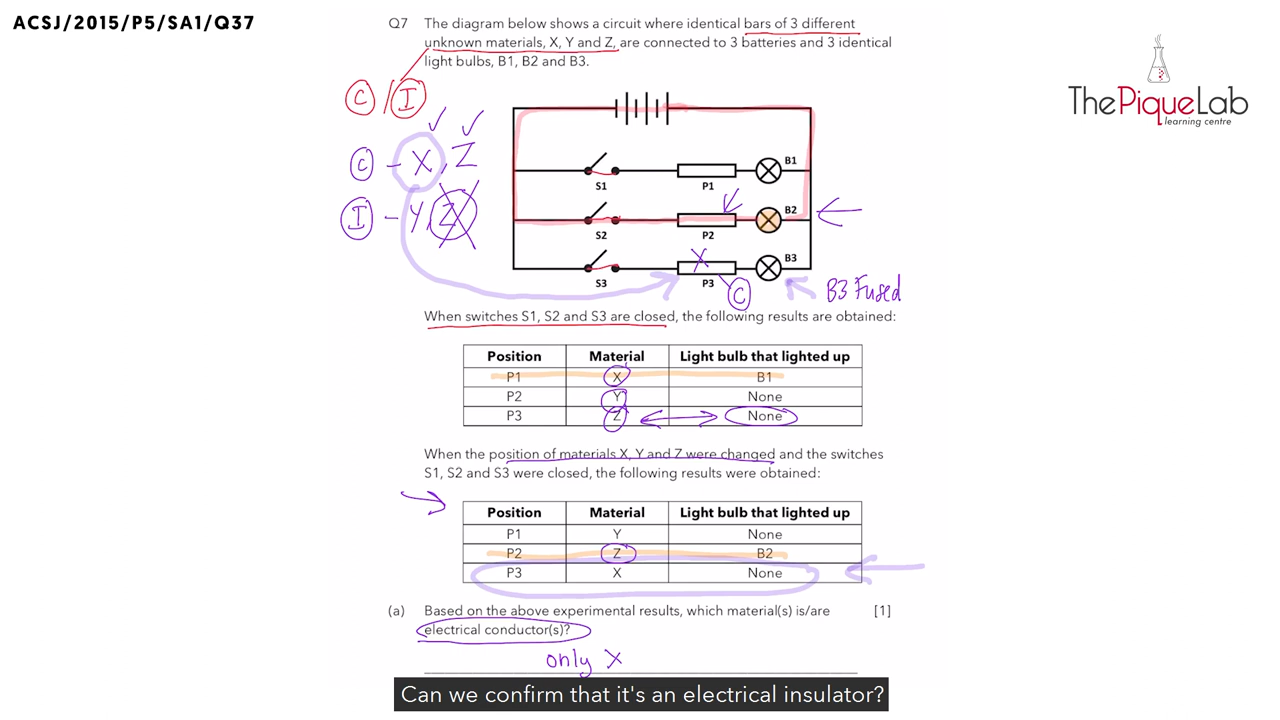 ACSJ/2015/P5/SA1/Q37
ThePiqueLab
learning centre
Q7 The diagram below shows a circuit where identical bars of 3 different
unknown materials, X, Y and Z, are connected to 3 batteries and 3 identical
light bulbs, B1, B2 and B3.
C / I
C - X, Z
I - Y, Z
B1
S1 P1
B2
S2 P2
X
B3
S3 P3
C
B3 Fused
When switches S1, S2 and S3 are closed, the following results are obtained:
Position Material Light bulb that lighted up
P1 X B1
P2 Y None
P3 Z None
When the position of materials X, Y and Z were changed and the switches
S1, S2 and S3 were closed, the following results were obtained:
Position Material Light bulb that lighted up
P1 Y None
P2 Z B2
P3 X None
(a) Based on the above experimental results, which material(s) is/are [1]
electrical conductor(s)?
only X
Can we confirm that it's an electrical insulator?